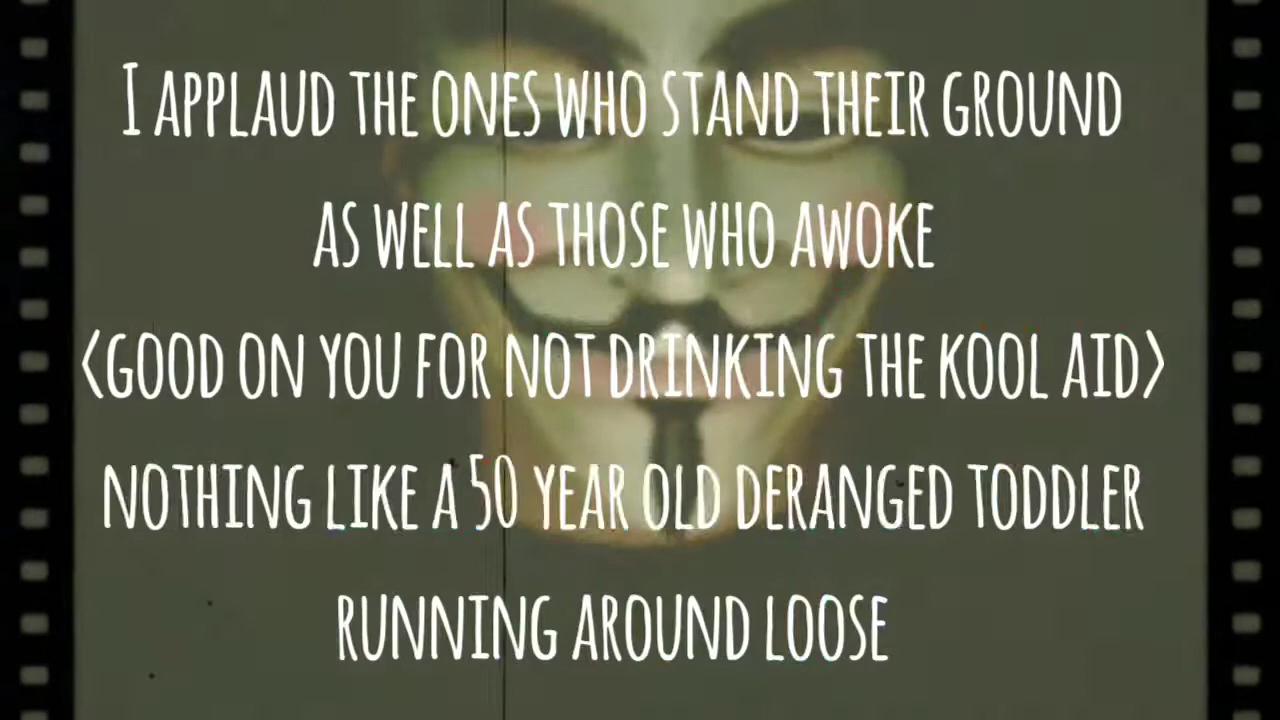 I APPLAUD THE ONES WHO STAND THEIR GROUND
AS WELL AS THOSE WHO AWOKE
<GOOD ON YOU FOR NOT DRINKING THE KOOL AID>
NOTHING LIKE A 50 YEAR OLD DERANGED TODDLER
RUNNING AROUND LOOSE